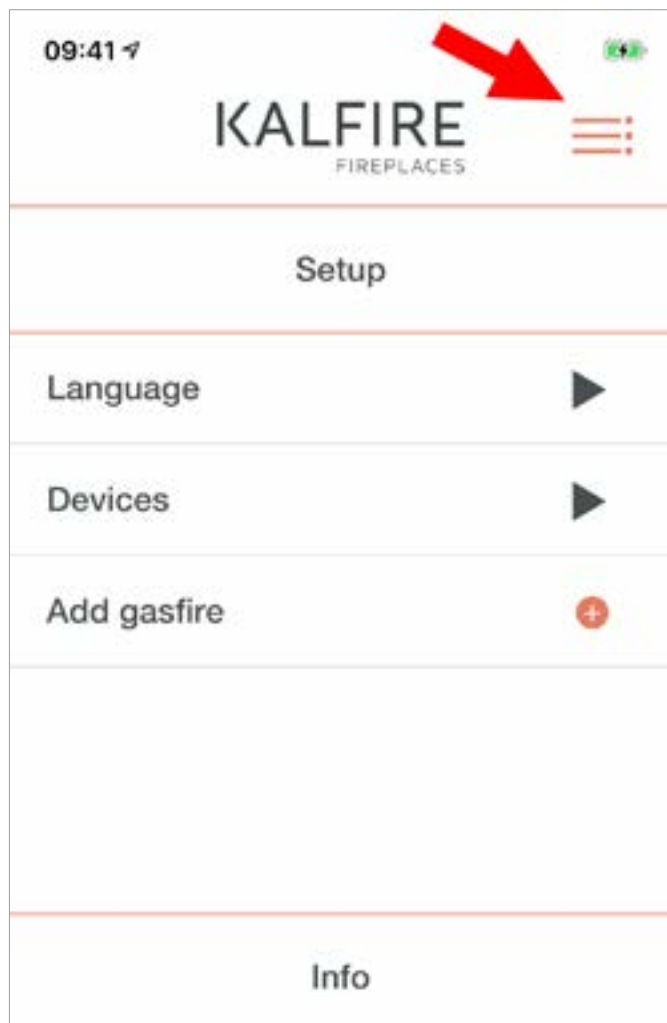 09:41
KALFIRE
FIREPLACES
Setup
Language
Devices
Add gasfire
Info